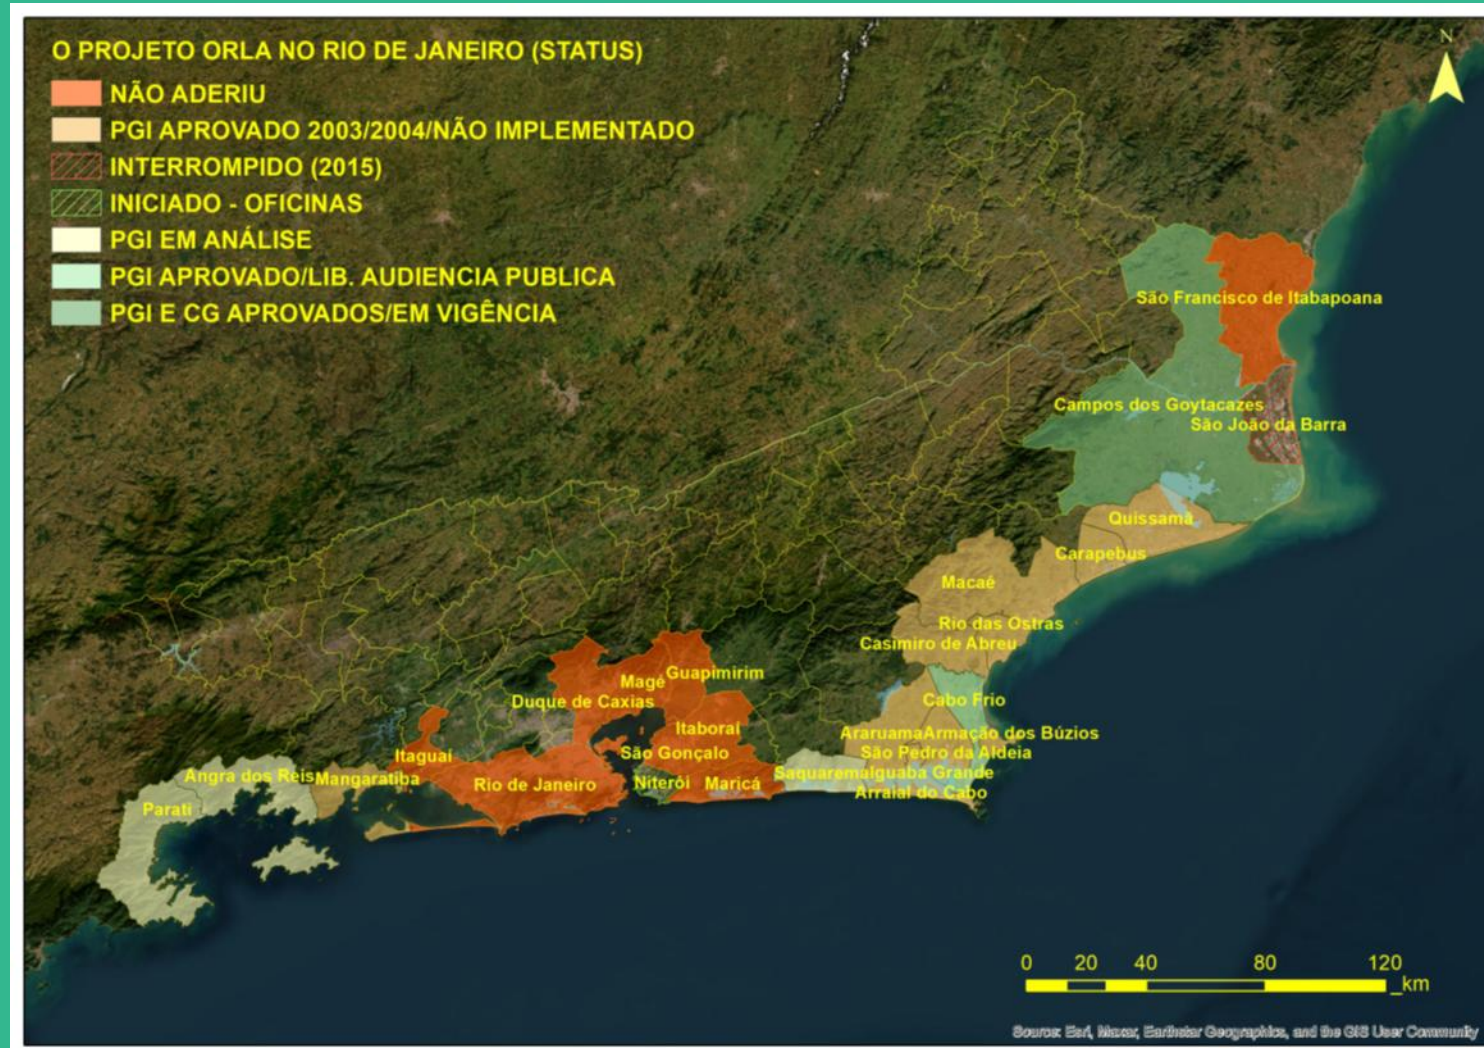 O PROJETO ORLA NO RIO DE JANEIRO (STATUS)
NÃO ADERIU
PGI APROVADO 2003/2004/NÃO IMPLEMENTADO
INTERROMPIDO (2015)
INICIADO - OFICINAS
PGI EM ANÁLISE
PGI APROVADO/LIB. AUDIENCIA PUBLICA
PGI E CG APROVADOS/EM VIGÊNCIA
N
São Francisco de Itabapoana
Campos dos Goytacazes
São João da Barra
Quissamã
Carapebus
Macaé
Rio das Ostras
Casimiro de Abreu
Guapimirim
Magé
Duque de Caxias
Cabo Frio
Itaboraí
Araruama
Armação dos Búzios
São Gonçalo
São Pedro da Aldeia
Itaguaí
Angra dos Reis
Mangaratiba
Rio de Janeiro
Niterói
Maricá
Saquarema
Iguaba Grande
Arraial do Cabo
Parati
0 20 40 80 120
km
Source: Esri, Maxar, Earthstar Geographics, and the GIS User Community